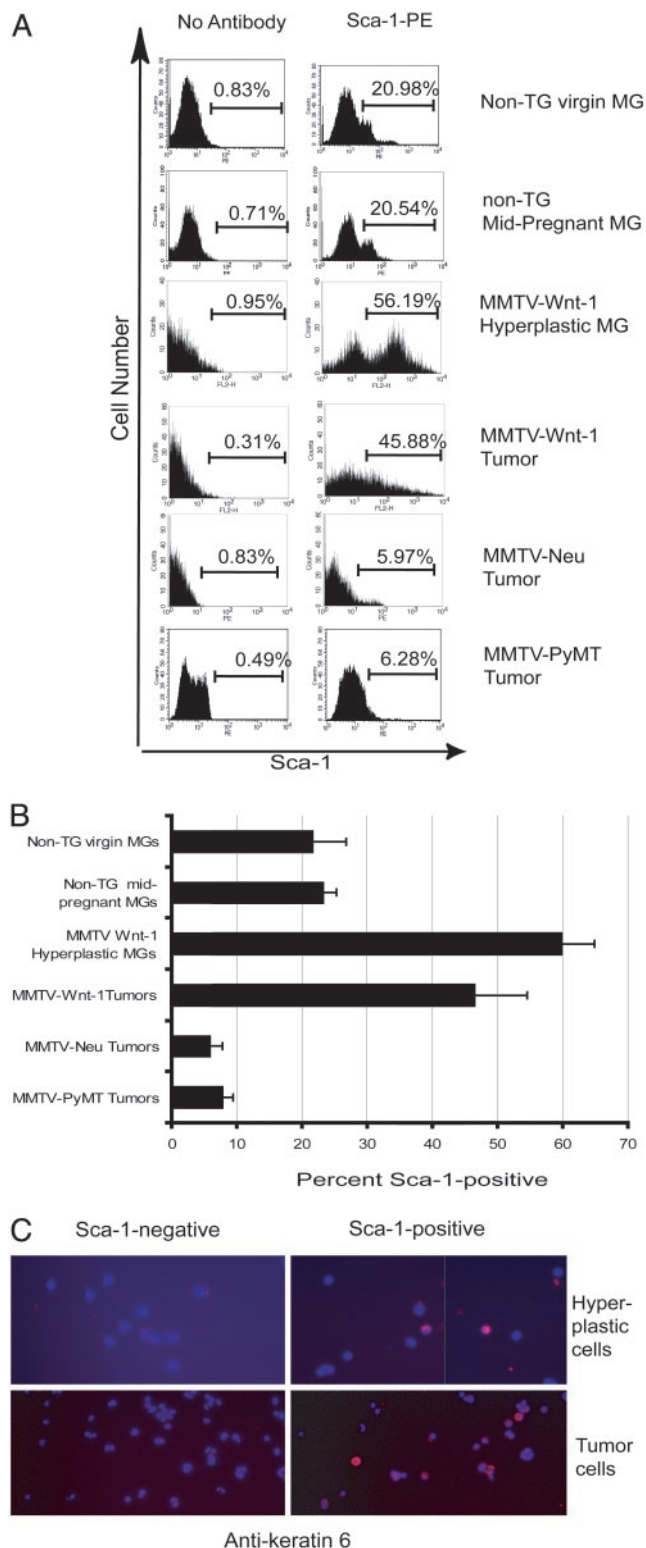 A
No Antibody Sca-1-PE
0.83% 20.98% Non-TG virgin MG
0.71% 20.54% non-TG
Mid-Pregnant MG
0.95% 56.19% MMTV-Wnt-1
Hyperplastic MG
FL2-H FL2-H
0.31% 45.88% MMTV-Wnt-1
Tumor
FL2-H FL2-H
0.83% 5.97% MMTV-Neu
Tumor
PE
0.49% 6.28% MMTV-PyMT
Tumor
Cell Number
Sca-1
B
Non-TG virgin MGs
Non-TG mid-
pregnant MGs
MMTV Wnt-1
Hyperplastic MGs
MMTV-Wnt-1Tumors
MMTV-Neu Tumors
MMTV-PyMT Tumors
0 10 20 30 40 50 60 70
Percent Sca-1-positive
C
Sca-1-negative Sca-1-positive
Hyper-
plastic
cells
Tumor
cells
Anti-keratin 6